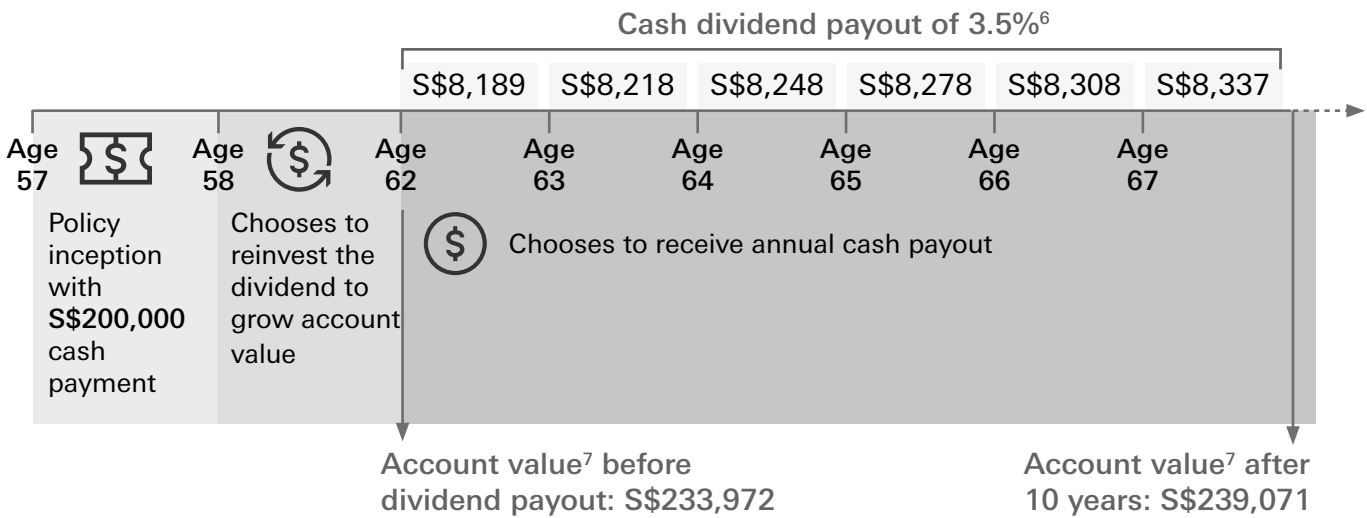 Cash dividend payout of 3.5%⁶
S$8,189 S$8,218 S$8,248 S$8,278 S$8,308 S$8,337
Age
57
Age
58
Age
62
Age
63
Age
64
Age
65
Age
66
Age
67
$
Policy
inception
with
S$200,000
cash
payment
$
Chooses to
reinvest the
dividend to
grow account
value
$
Chooses to receive annual cash payout
Account value⁷ before
dividend payout: S$233,972
Account value⁷ after
10 years: S$239,071